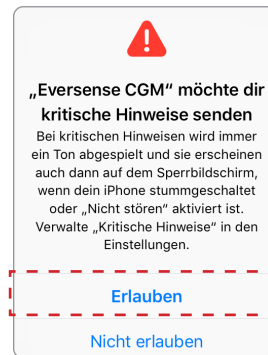 „Eversense CGM“ möchte dir
kritische Hinweise senden
Bei kritischen Hinweisen wird immer
ein Ton abgespielt und sie erscheinen
auch dann auf dem Sperrbildschirm,
wenn dein iPhone stummgeschaltet
oder „Nicht stören“ aktiviert ist.
Verwalte „Kritische Hinweise“ in den
Einstellungen.
Erlauben
Nicht erlauben